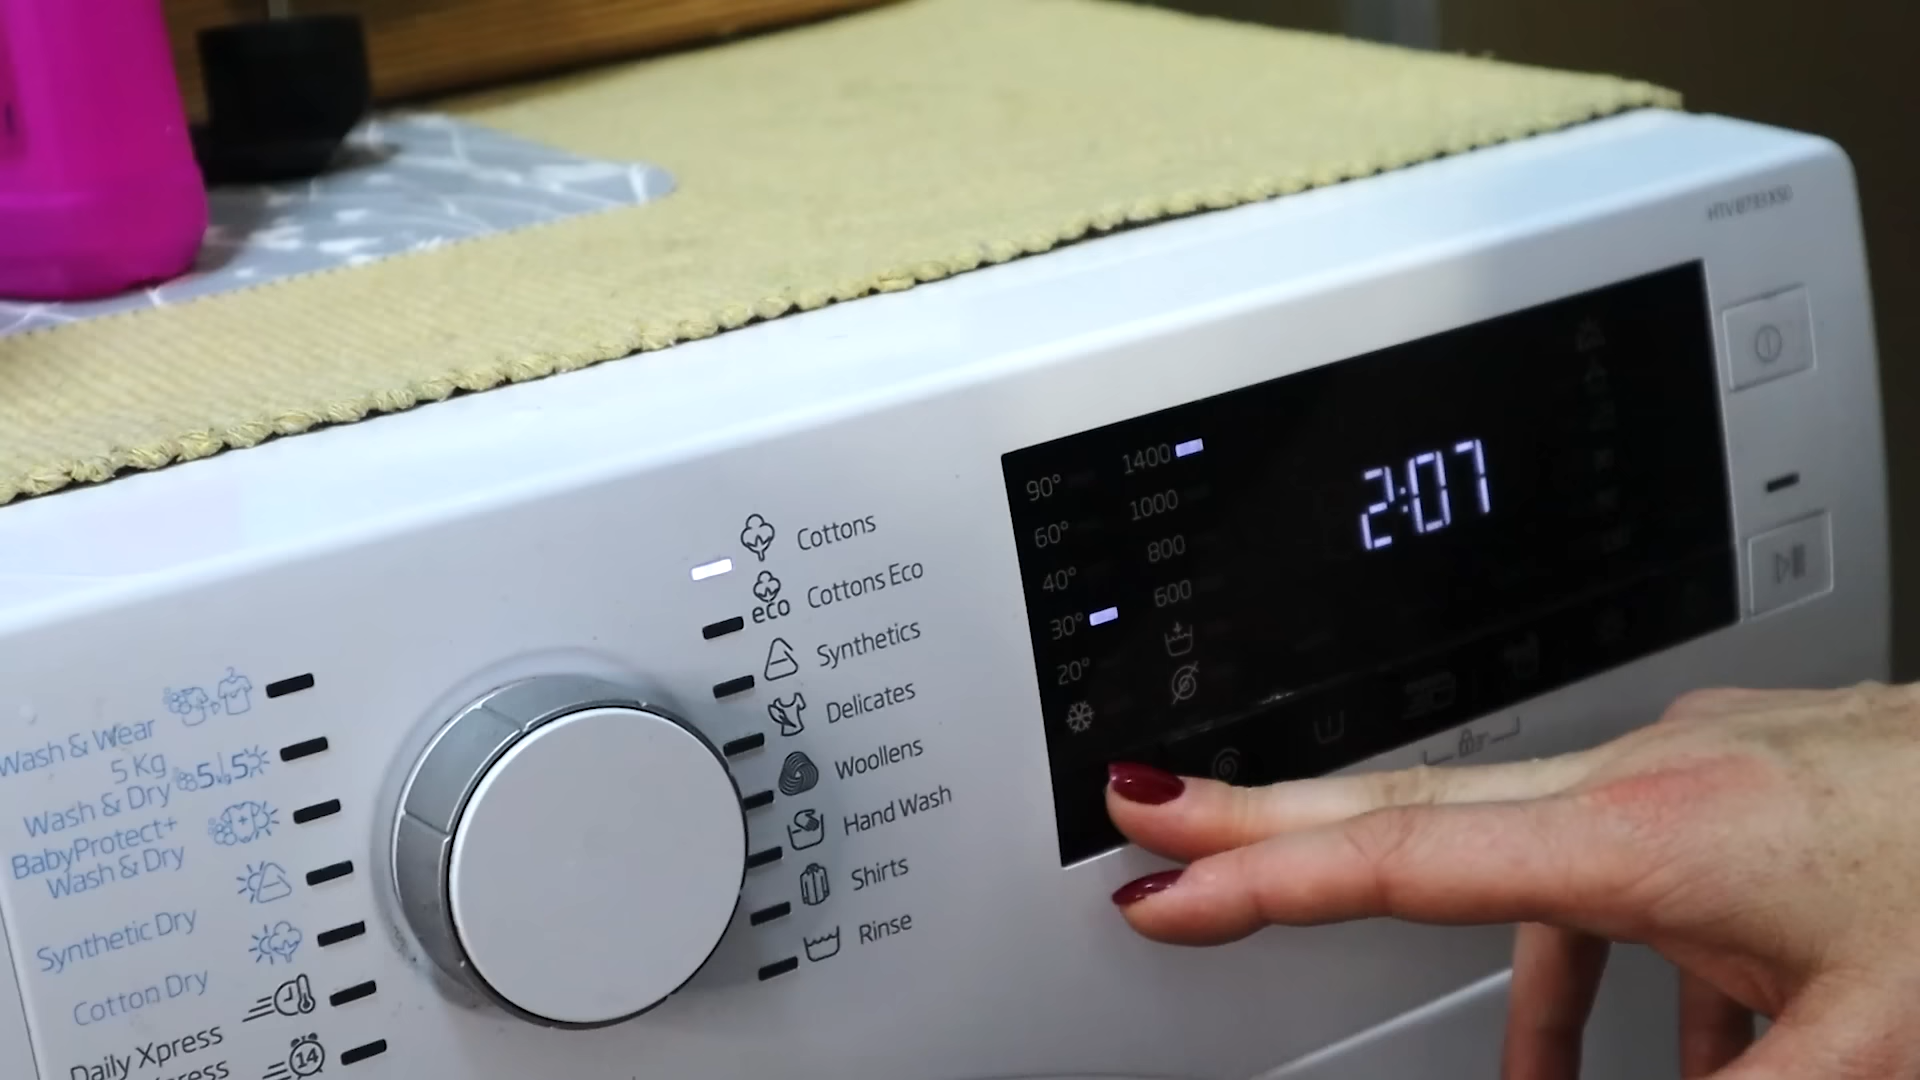 Cottons
eco Cottons Eco
Synthetics
Delicates
Woollens
Hand Wash
Shirts
Rinse
Wash & Wear
5 Kg
Wash & Dry
5 5
BabyProtect+
Wash & Dry
Synthetic Dry
Cotton Dry
Daily Xpress
14
90°
60°
40°
30°
20°
1400
1000
800
600
2:07